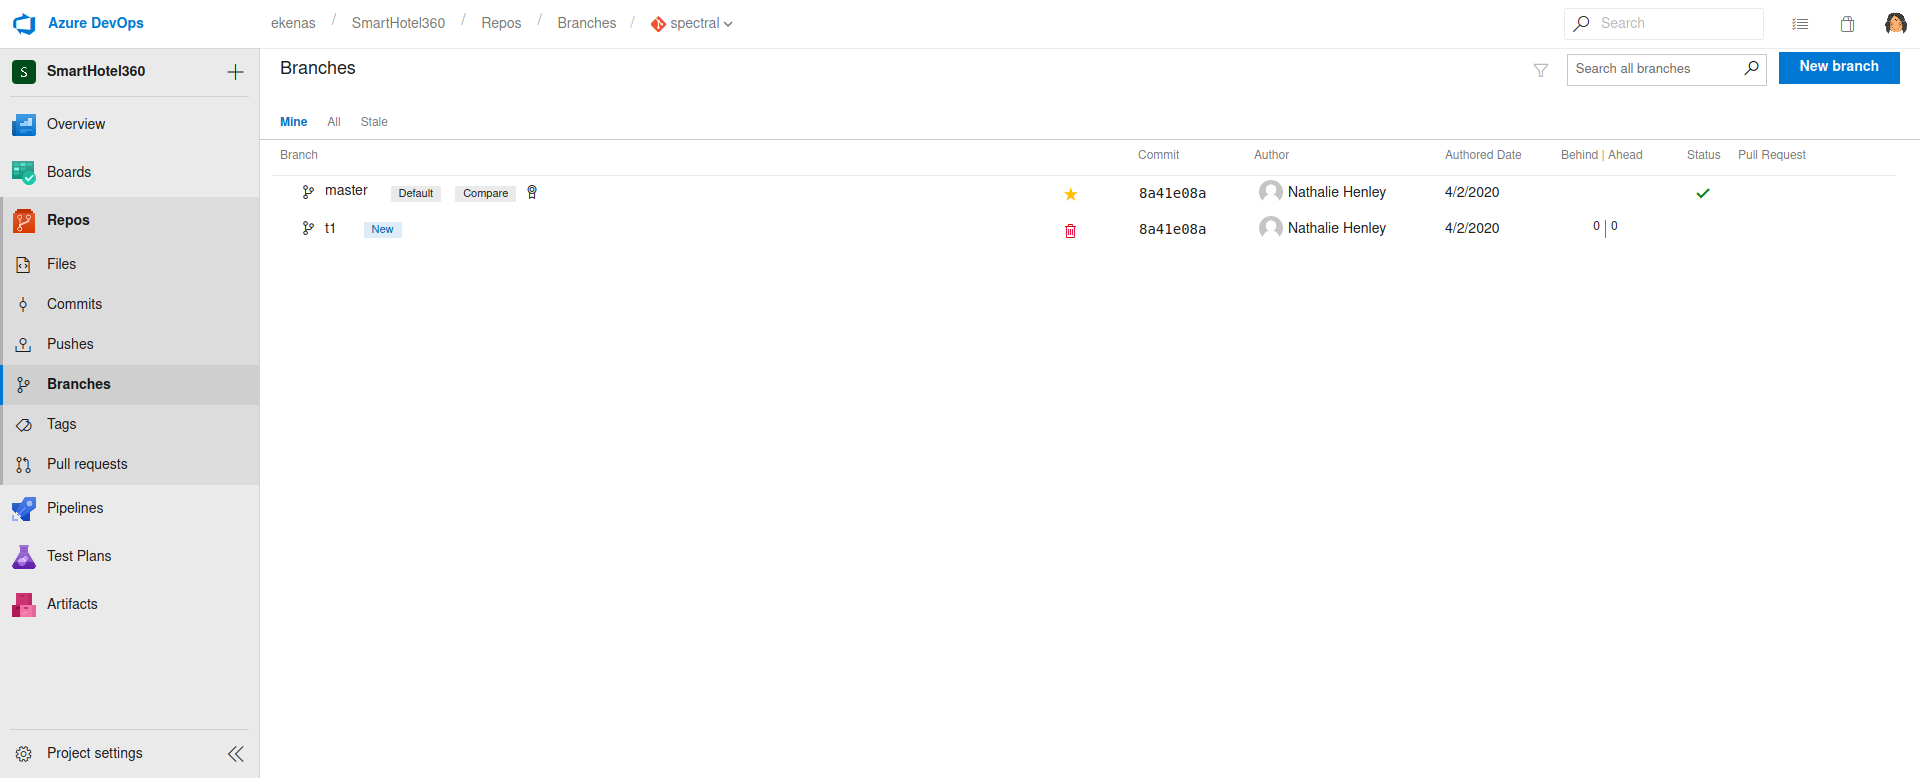 Azure DevOps
ekenas / SmartHotel360 / Repos / Branches / spectral
Search
S SmartHotel360
Overview
Boards
Repos
Files
Commits
Pushes
Branches
Tags
Pull requests
Pipelines
Test Plans
Artifacts
Project settings
Branches
Search all branches
New branch
Mine All Stale
Branch Commit Author Authored Date Behind | Ahead Status Pull Request
master Default Compare 8a41e08a Nathalie Henley 4/2/2020
t1 New 8a41e08a Nathalie Henley 4/2/2020 0 | 0